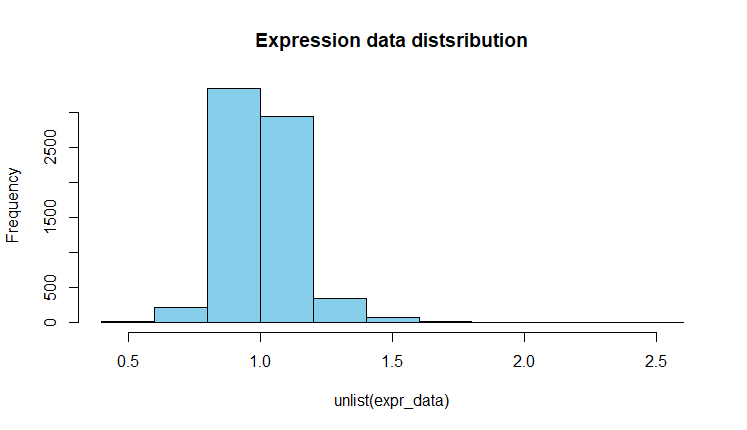 Expression data distsribution
Frequency
2500
1500
500
0
0.5 1.0 1.5 2.0 2.5
unlist(expr_data)